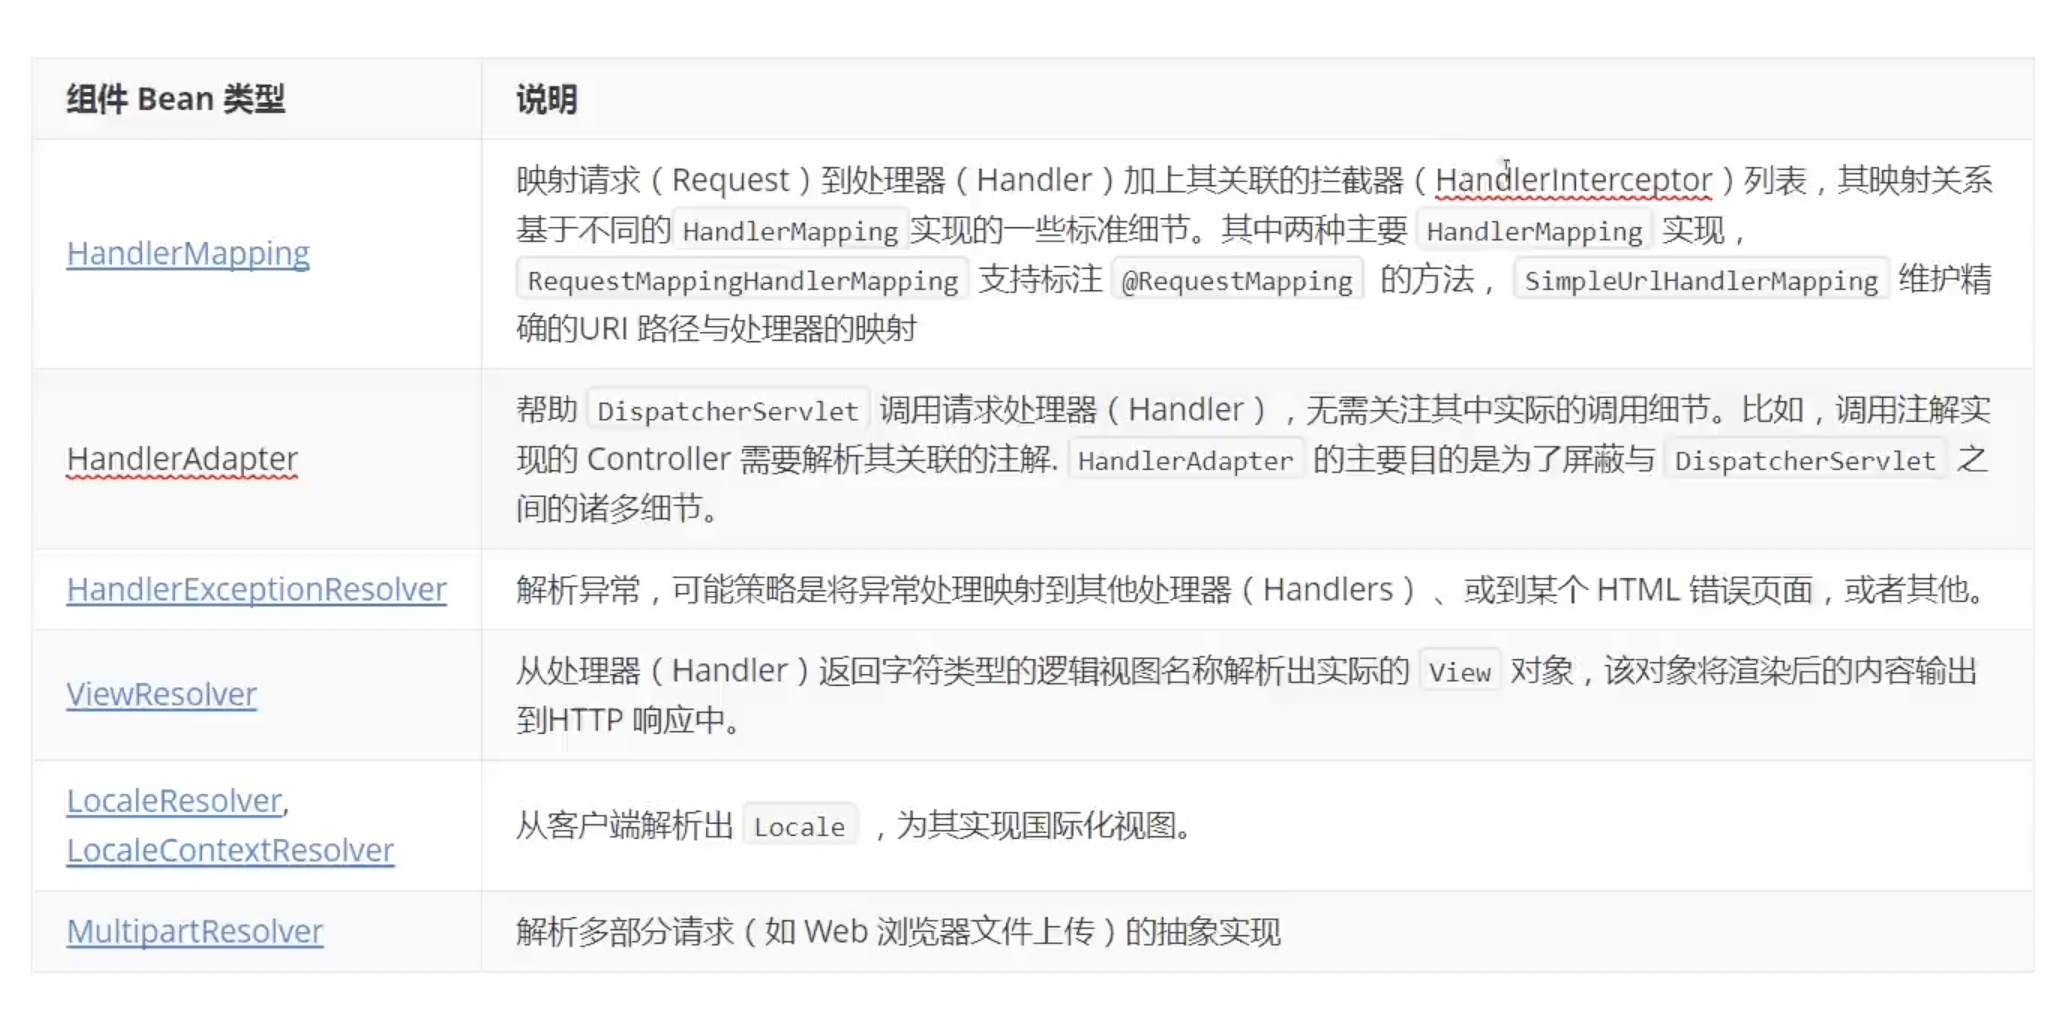 组件 Bean 类型
说明
HandlerMapping
映射请求（Request）到处理器（Handler）加上其关联的拦截器（HandlerInterceptor）列表，其映射关系
基于不同的 HandlerMapping 实现的一些标准细节。其中两种主要 HandlerMapping 实现，
RequestMappingHandlerMapping 支持标注 @RequestMapping 的方法， SimpleUrlHandlerMapping 维护精
确的URI 路径与处理器的映射
HandlerAdapter
帮助 DispatcherServlet 调用请求处理器（Handler），无需关注其中实际的调用细节。比如，调用注解实
现的 Controller 需要解析其关联的注解. HandlerAdapter 的主要目的是为了屏蔽与 DispatcherServlet 之
间的诸多细节。
HandlerExceptionResolver
解析异常，可能策略是将异常处理映射到其他处理器（Handlers）、或到某个 HTML 错误页面，或者其他。
ViewResolver
从处理器（Handler）返回字符类型的逻辑视图名称解析出实际的 View 对象，该对象将渲染后的内容输出
到HTTP 响应中。
LocaleResolver,
LocaleContextResolver
从客户端解析出 Locale ，为其实现国际化视图。
MultipartResolver
解析多部分请求（如 Web 浏览器文件上传）的抽象实现